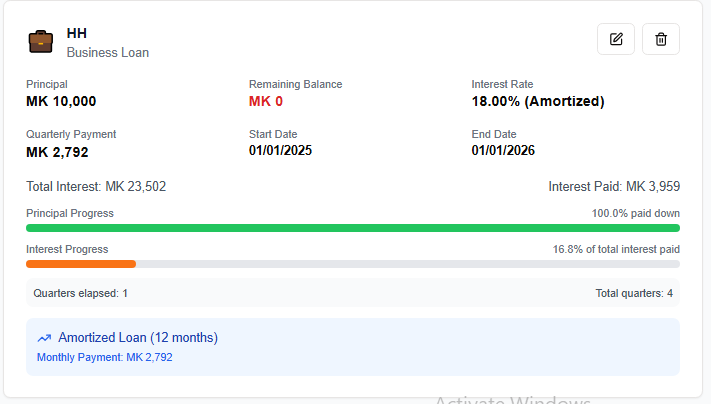 HH
Business Loan
Principal Remaining Balance Interest Rate
MK 10,000 MK 0 18.00% (Amortized)
Quarterly Payment Start Date End Date
MK 2,792 01/01/2025 01/01/2026
Total Interest: MK 23,502 Interest Paid: MK 3,959
Principal Progress 100.0% paid down
Interest Progress 16.8% of total interest paid
Quarters elapsed: 1 Total quarters: 4
Amortized Loan (12 months)
Monthly Payment: MK 2,792
Activate Windows